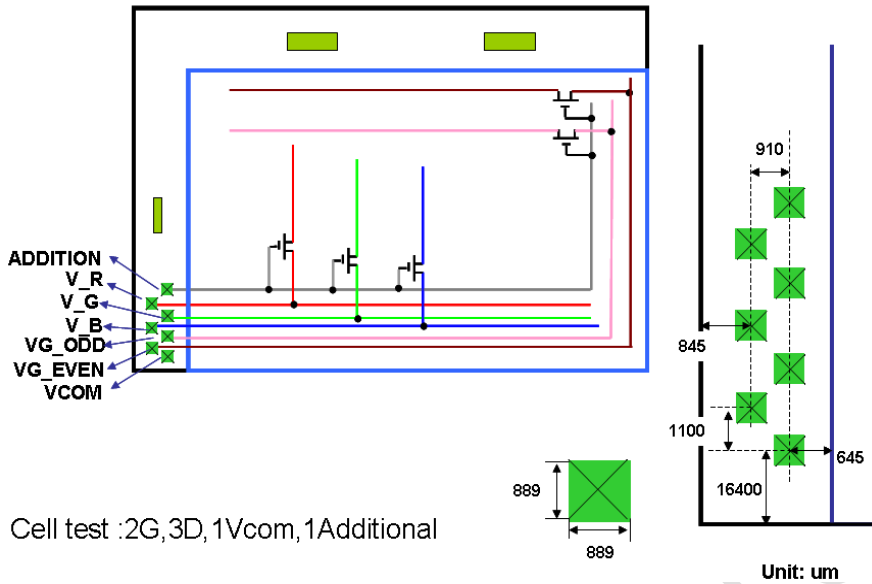 ADDITION
V_R
V_G
V_B
VG_ODD
VG_EVEN
VCOM
910
845
1100
645
16400
889
889
Cell test :2G,3D,1Vcom,1Additional
Unit: um